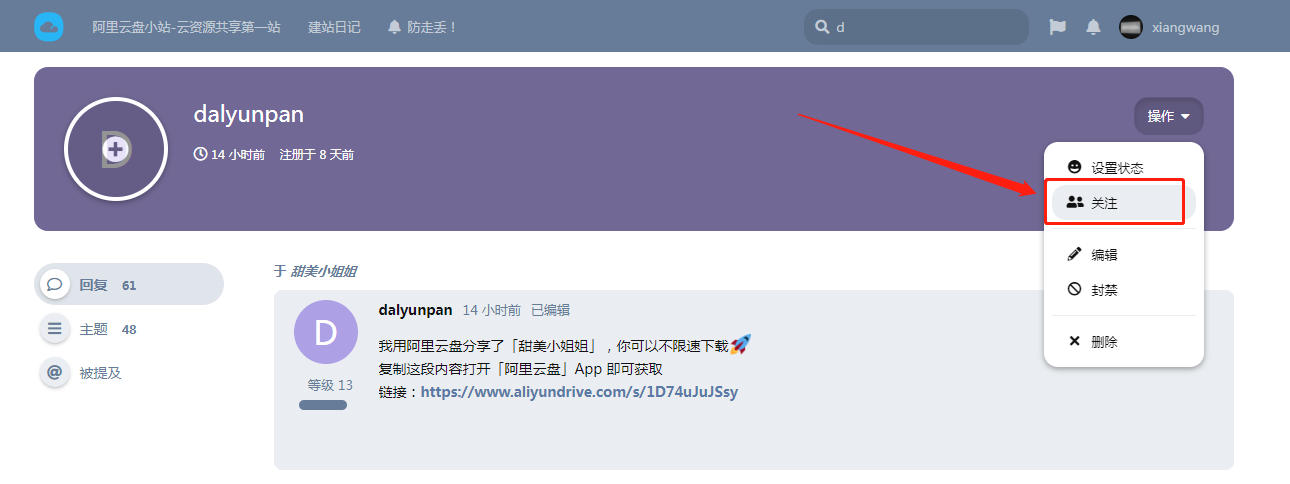 阿里云盘小站-云资源共享第一站 建站日记 防走丢！ d xiangwang
D
dalyunpan
14 小时前 注册于 8 天前
操作
设置状态
关注
编辑
封禁
删除
回复 61
主题 48
被提及
于 甜美小姐姐
D
等级 13
dalyunpan 14 小时前 已编辑
我用阿里云盘分享了「甜美小姐姐」，你可以不限速下载🚀
复制这段内容打开「阿里云盘」App 即可获取
链接：https://www.aliyundrive.com/s/1D74uJuJSsy